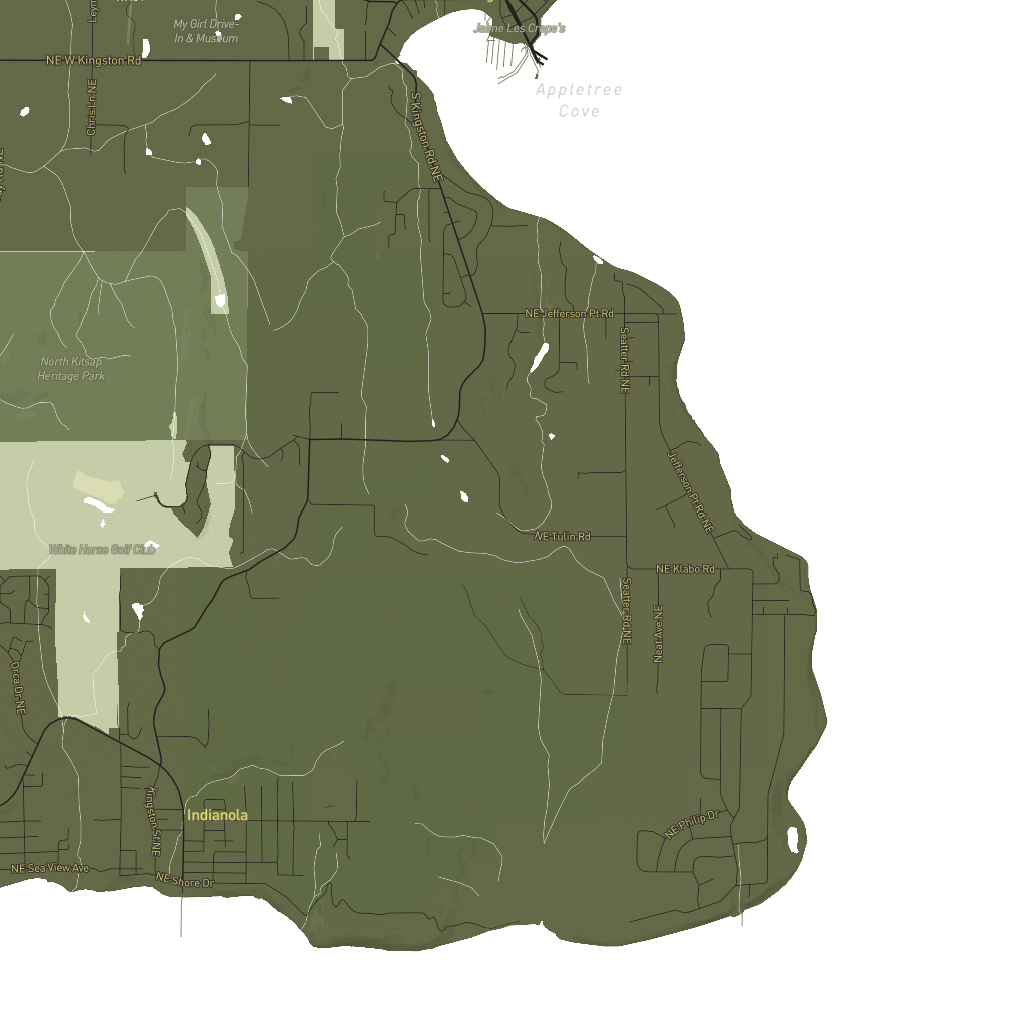 My Girl Drive-
In & Museum
Jaime Les Crepe's
NE W Kingston Rd
Appletree
Cove
Chris Ln NE
S Kingston Rd NE
NE Jefferson Pt Rd
Seatter Rd NE
North Kitsap
Heritage Park
Jefferson Pt Rd NE
White Horse Golf Club
NE Tulin Rd
NE Klabo Rd
Seatter Rd NE
Neal Ave NE
Orca Dr NE
Indianola
Kingston St NE
NE Philip Dr
NE Sea View Ave
NE Shore Dr